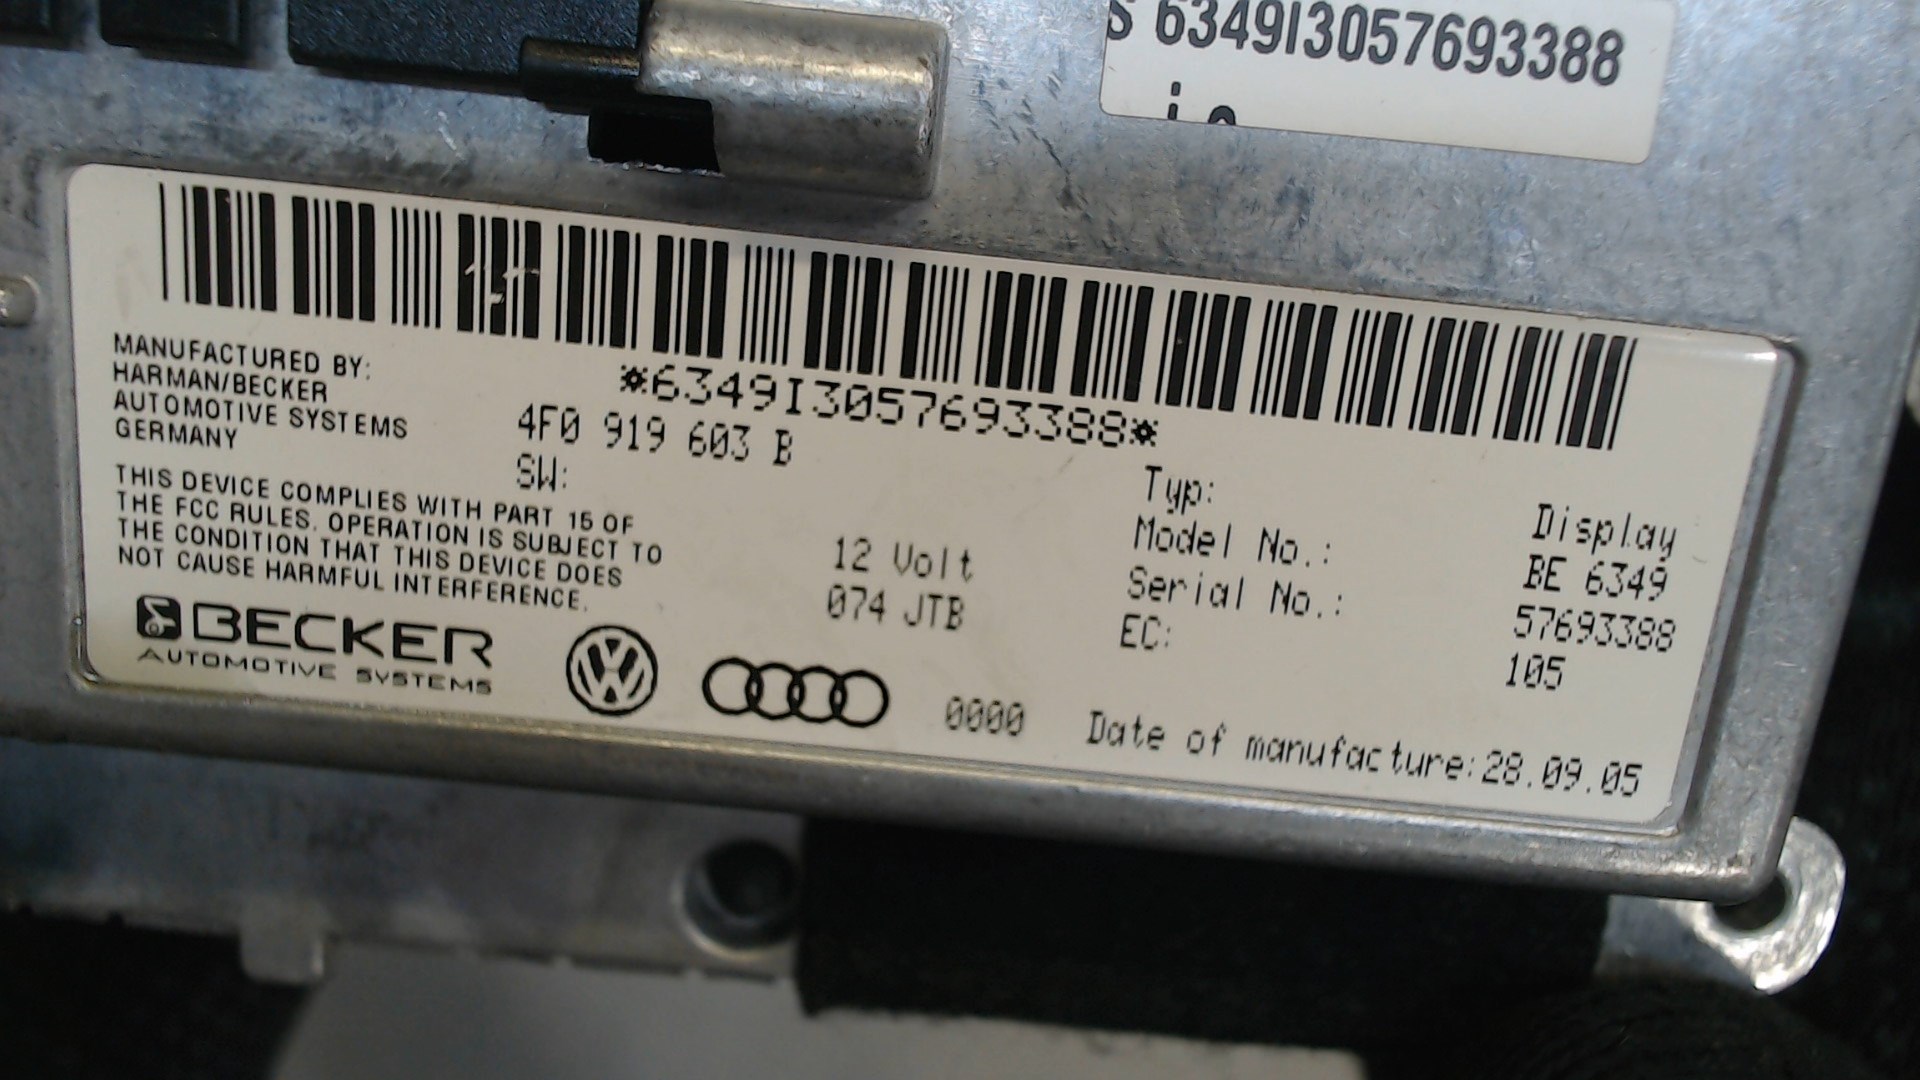 S 6349I3057693388
*6349I3057693388*
MANUFACTURED BY:
HARMAN/BECKER
AUTOMOTIVE SYSTEMS
GERMANY
4F0 919 603 B
SW:
THIS DEVICE COMPLIES WITH PART 15 OF
THE FCC RULES. OPERATION IS SUBJECT TO
THE CONDITION THAT THIS DEVICE DOES
NOT CAUSE HARMFUL INTERFERENCE.
12 Volt
074 JTB
Typ: Display
Model No.: BE 6349
Serial No.: 57693388
EC: 105
BECKER
AUTOMOTIVE SYSTEMS
0000
Date of manufacture:28.09.05